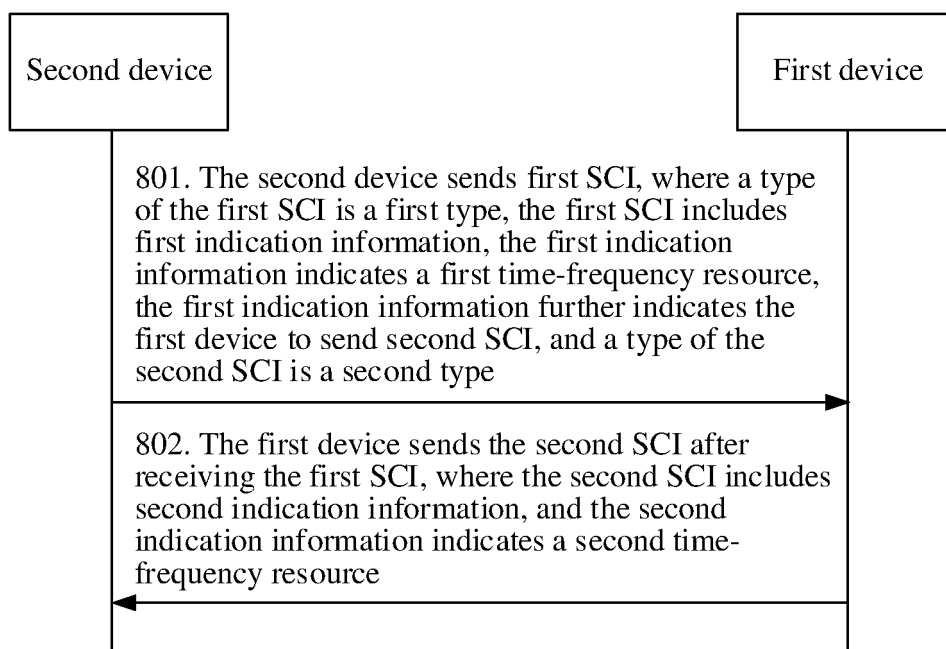 Second device
First device
801. The second device sends first SCI, where a type
of the first SCI is a first type, the first SCI includes
first indication information, the first indication
information indicates a first time-frequency resource,
the first indication information further indicates the
first device to send second SCI, and a type of the
second SCI is a second type
802. The first device sends the second SCI after
receiving the first SCI, where the second SCI includes
second indication information, and the second
indication information indicates a second time-
frequency resource